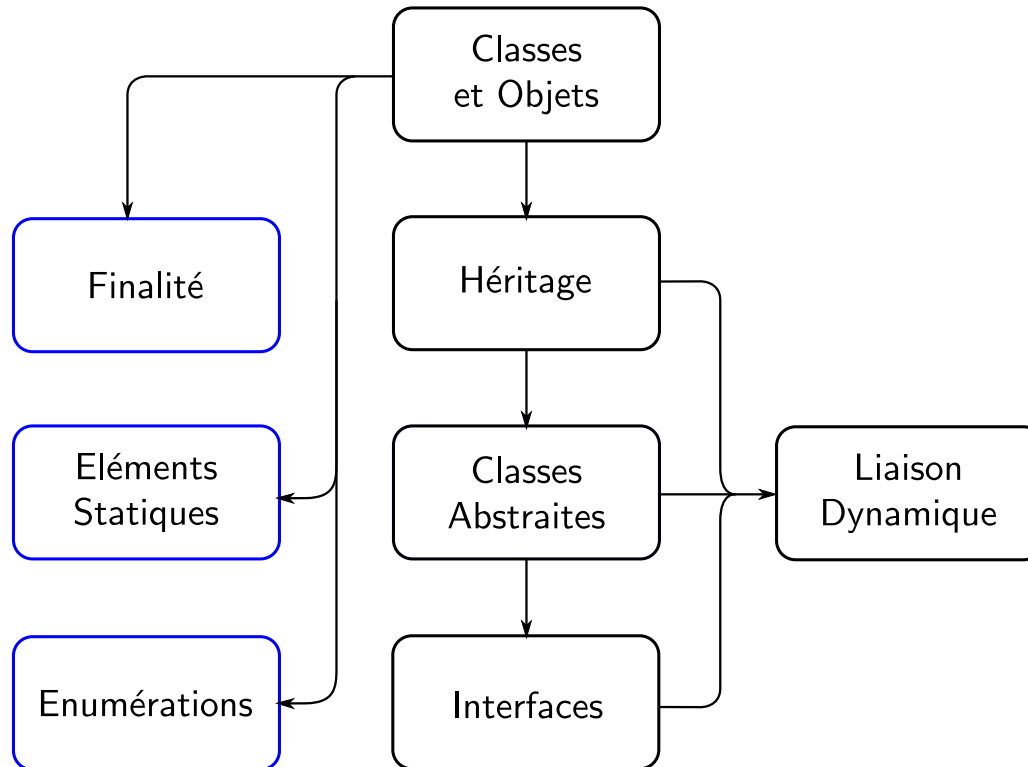 Classes
et Objets
Finalité
Héritage
Eléments
Statiques
Classes
Abstraites
Liaison
Dynamique
Enumérations
Interfaces